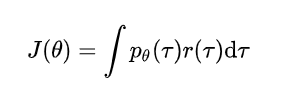 J(θ) = ∫ p_θ(τ)r(τ)dτ